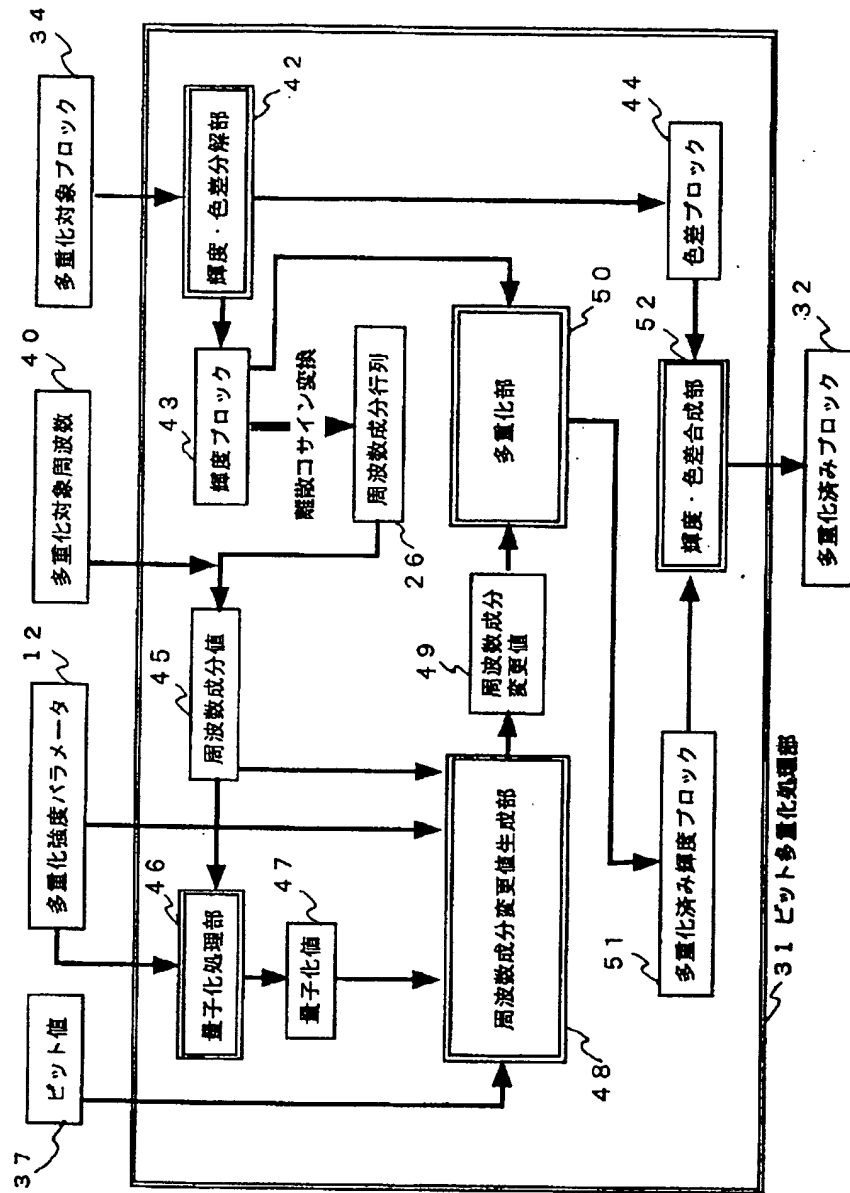 37
ビット値
12
多重化強度パラメータ
40
多重化対象周波数
34
多重化対象ブロック
46
量子化処理部
45
周波数成分値
43
輝度ブロック
輝度・色差分解部
42
47
量子化値
離散コサイン変換
周波数成分行列
26
周波数成分変更値生成部
48
49
周波数成分
変更値
多重化部
50
51
多重化済み輝度ブロック
52
輝度・色差合成部
色差ブロック
44
31 ビット多重化処理部
多重化済みブロック
32